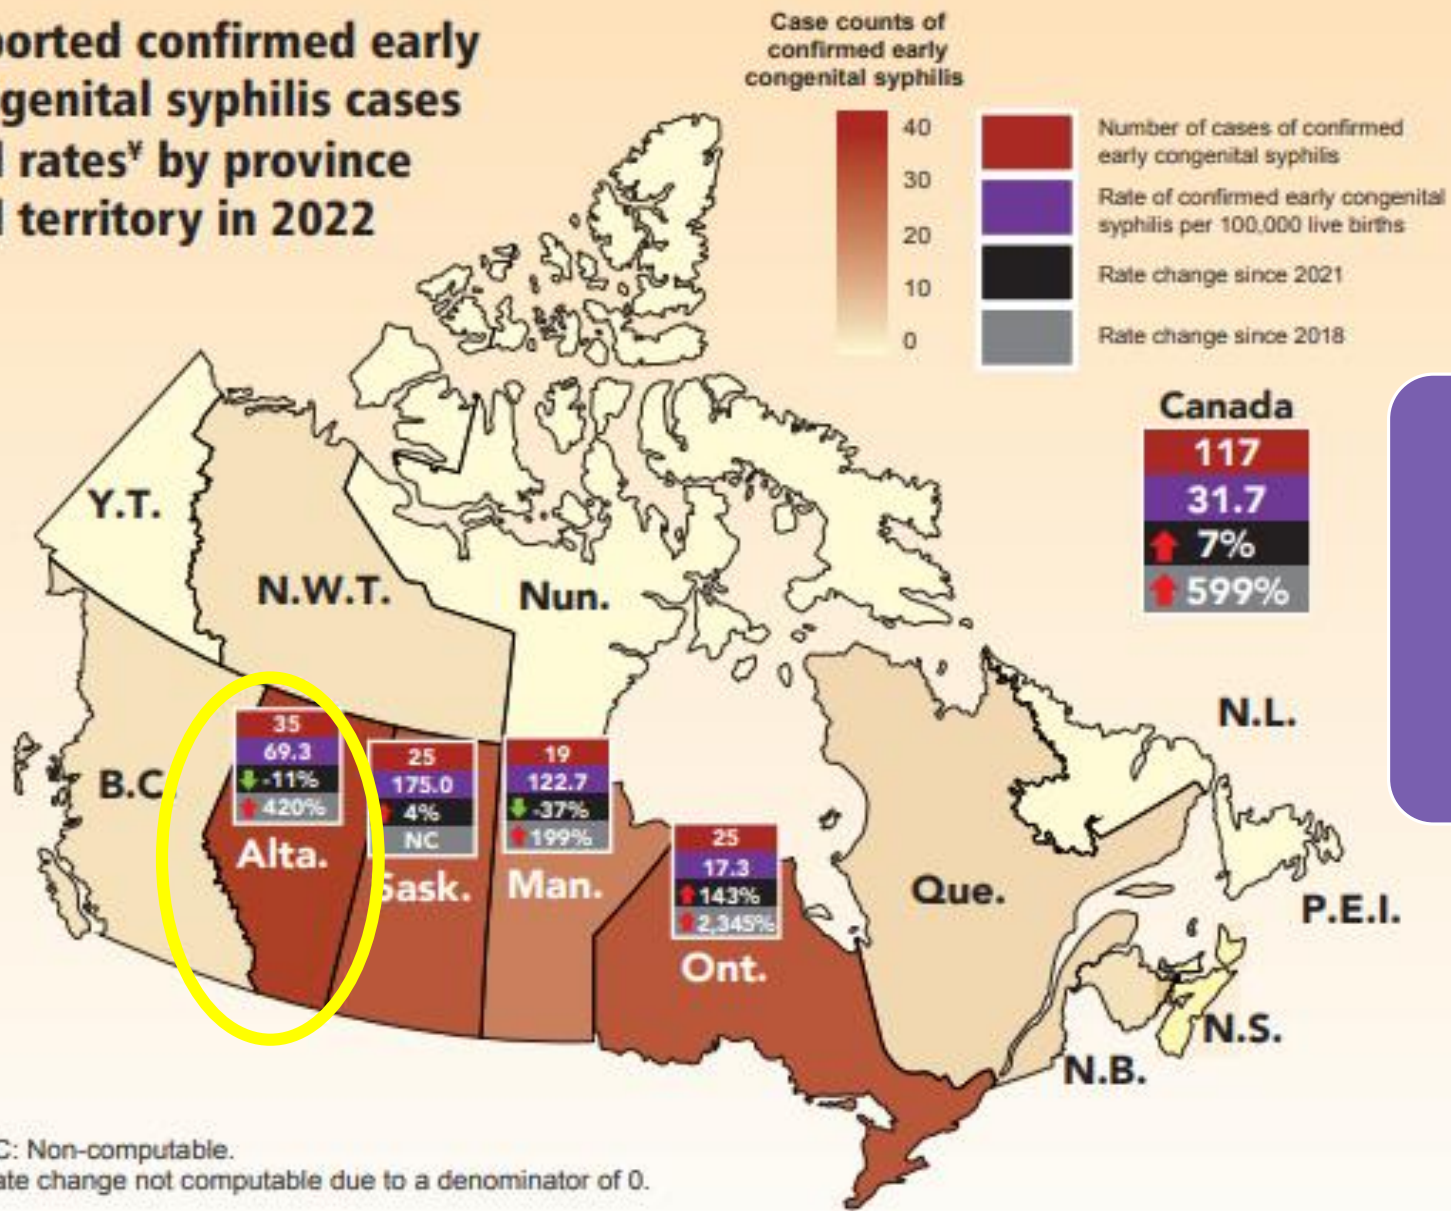 ported confirmed early
genital syphilis cases
d rates¥ by province
d territory in 2022
Case counts of
confirmed early
congenital syphilis
40
30
20
10
0
Number of cases of confirmed
early congenital syphilis
Rate of confirmed early congenital
syphilis per 100,000 live births
Rate change since 2021
Rate change since 2018
Canada
117
31.7
7%
599%
Y.T.
N.W.T.
Nun.
B.C.
35
69.3
-11%
420%
Alta.
25
175.0
4%
NC
Sask.
19
122.7
-37%
199%
Man.
25
17.3
143%
2,345%
Ont.
Que.
N.L.
P.E.I.
N.S.
N.B.
C: Non-computable.
ate change not computable due to a denominator of 0.